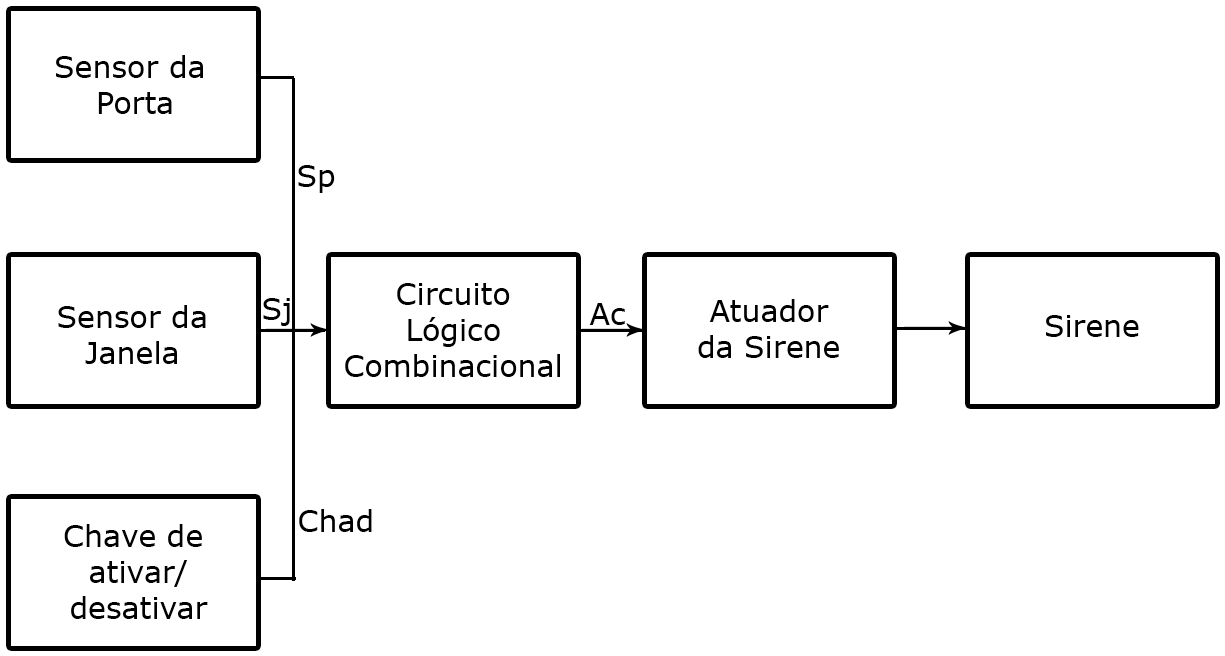 Sensor da
Porta
Sp
Sensor da
Janela
Sj
Circuito
Lógico
Combinacional
Ac
Atuador
da Sirene
Sirene
Chad
Chave de
ativar/
desativar